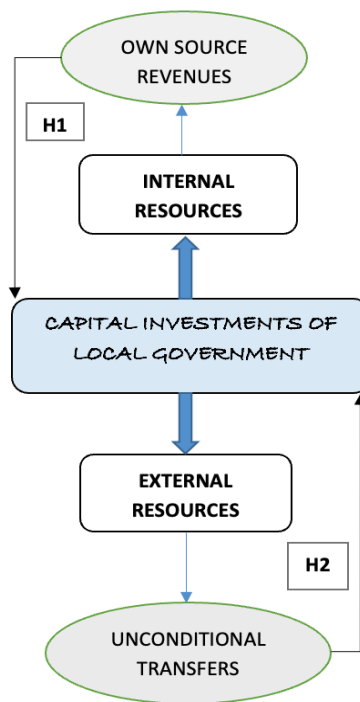 OWN SOURCE
REVENUES
H1
INTERNAL
RESOURCES
CAPITAL INVESTMENTS OF
LOCAL GOVERNMENT
EXTERNAL
RESOURCES
H2
UNCONDITIONAL
TRANSFERS